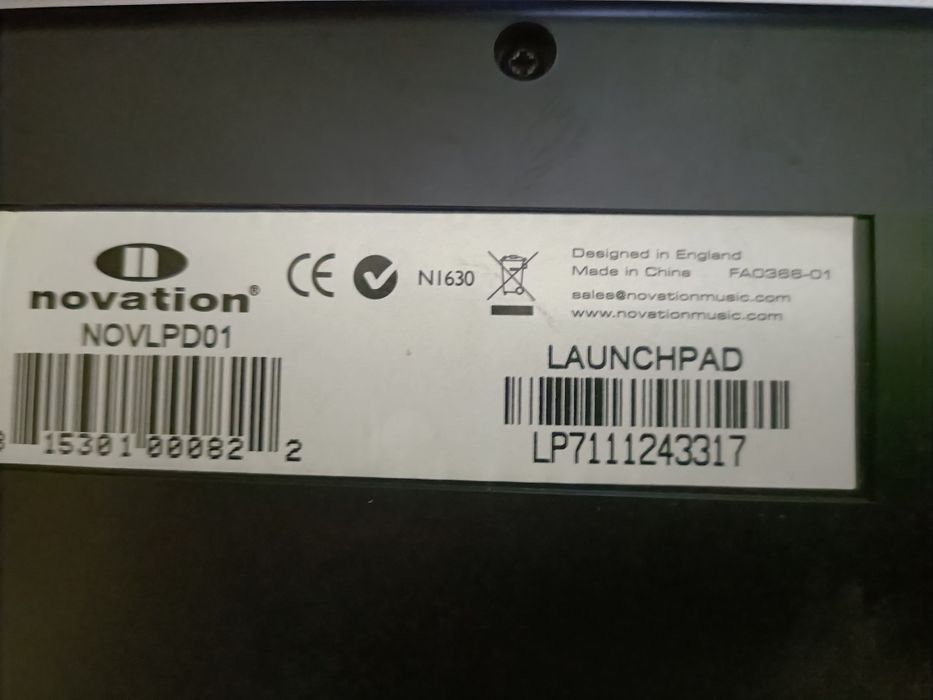 novation®
NOVLPD01
15301 00082 2
CE
N1630
Designed in England
Made in China FA0366-01
sales@novationmusic.com
www.novationmusic.com
LAUNCHPAD
LP7111243317